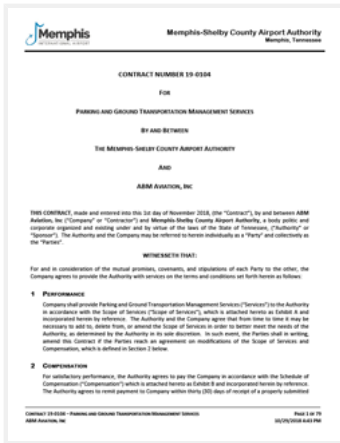 Memphis
INTERNATIONAL AIRPORT
Memphis-Shelby County Airport Authority
Memphis, Tennessee
CONTRACT NUMBER 19-0104
FOR
PARKING AND GROUND TRANSPORTATION MANAGEMENT SERVICES
BY AND BETWEEN
THE MEMPHIS-SHELBY COUNTY AIRPORT AUTHORITY
AND
ABM AVIATION, INC
THIS CONTRACT, made and entered into this 1st day of November 2018, (the "Contract"), by and between ABM
Aviation, Inc ("Company" or "Contractor") and Memphis-Shelby County Airport Authority, a body politic and
corporate organized and existing under and by virtue of the laws of the State of Tennessee, ("Authority" or
"Sponsor"). The Authority and the Company may be referred to herein individually as a "Party" and collectively as
the "Parties".
WITNESSETH THAT:
For and in consideration of the mutual promises, covenants, and stipulations of each Party to the other, the
Company agrees to provide the Authority with services on the terms and conditions set forth herein as follows:
1 PERFORMANCE
Company shall provide Parking and Ground Transportation Management Services ("Services") to the Authority
in accordance with the Scope of Services ("Scope of Services"), which is attached hereto as Exhibit A and
incorporated herein by reference. The Authority and the Company agree that from time to time it may be
necessary to add to, delete from, or amend the Scope of Services in order to better meet the needs of the
Authority, as determined by the Authority in its sole discretion. In such event, the Parties shall in writing,
amend this Contract if the Parties reach an agreement on modifications of the Scope of Services and
Compensation, which is defined in Section 2 below.
2 COMPENSATION
For satisfactory performance, the Authority agrees to pay the Company in accordance with the Schedule of
Compensation ("Compensation") which is attached hereto as Exhibit B and incorporated herein by reference.
The Authority agrees to remit payment to Company within thirty (30) days of receipt of a properly submitted
CONTRACT 19-0104 – PARKING AND GROUND TRANSPORTATION MANAGEMENT SERVICES
PAGE 1 OF 79
ABM AVIATION, INC
10/29/2018 4:43 PM